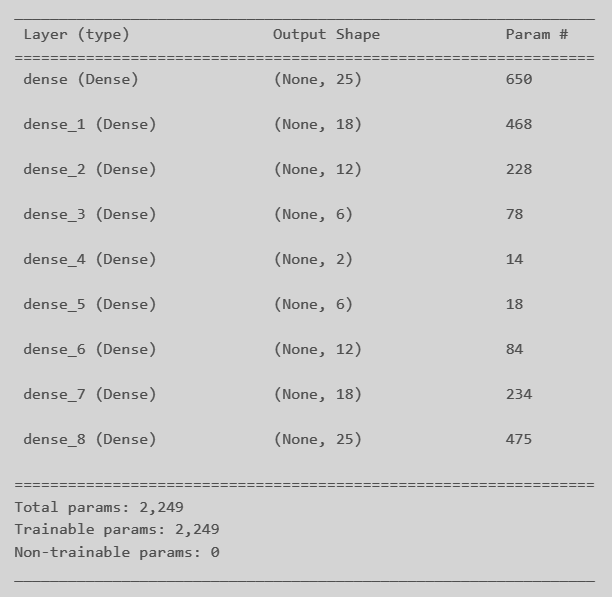 Layer (type) Output Shape Param #
dense (Dense) (None, 25) 650
dense_1 (Dense) (None, 18) 468
dense_2 (Dense) (None, 12) 228
dense_3 (Dense) (None, 6) 78
dense_4 (Dense) (None, 2) 14
dense_5 (Dense) (None, 6) 18
dense_6 (Dense) (None, 12) 84
dense_7 (Dense) (None, 18) 234
dense_8 (Dense) (None, 25) 475
Total params: 2,249
Trainable params: 2,249
Non-trainable params: 0